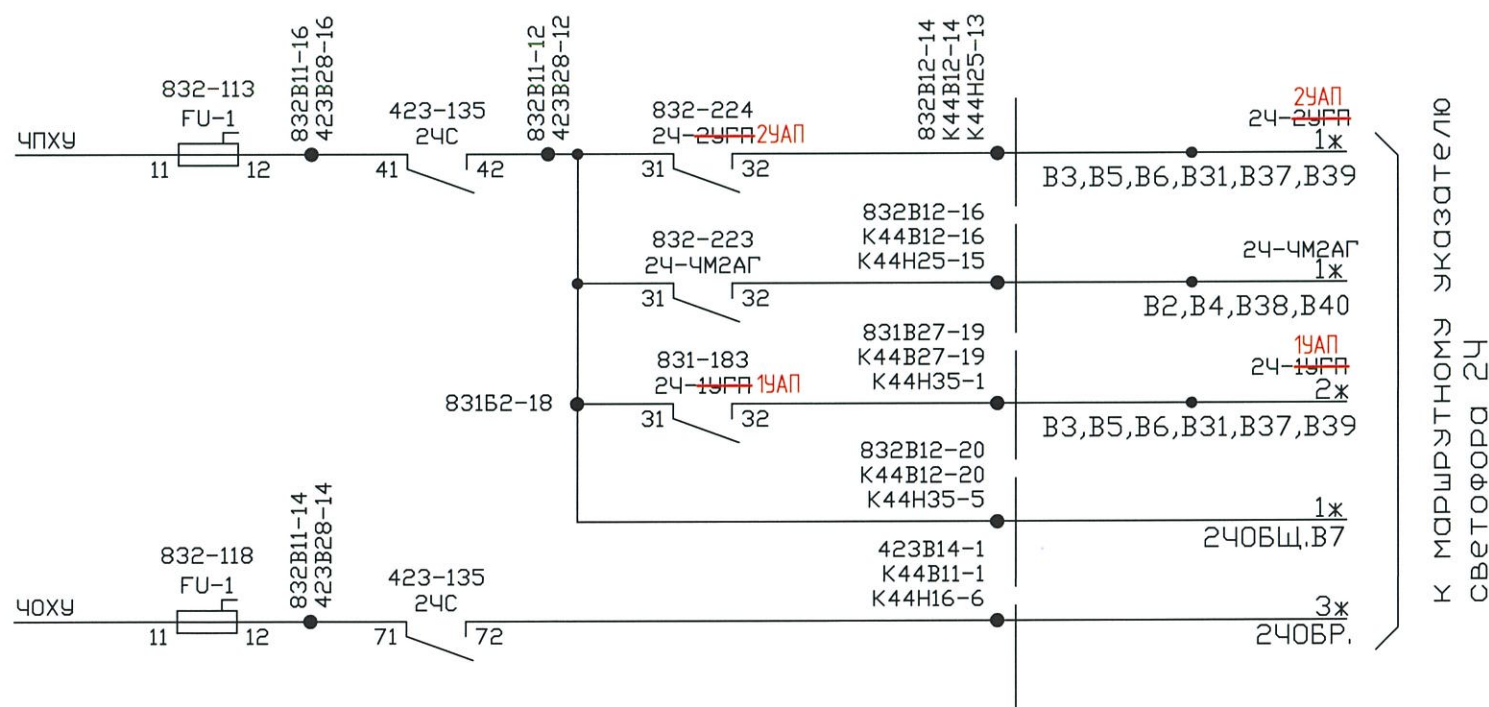 ЧПХУ
832-113
FU-1
11 12
832В11-16
423В28-16
423-135
2ЧС
41 42
832В11-12
423В28-12
832-224
2Ч-2УГП 2УАП
31 32
832В12-14
К44В12-14
К44Н25-13
2УАП
2Ч-2УГП
1ж
В3,В5,В6,В31,В37,В39
832-223
2Ч-ЧМ2АГ
31 32
832В12-16
К44В12-16
К44Н25-15
2Ч-ЧМ2АГ
1ж
В2,В4,В38,В40
831Б2-18
831-183
2Ч-1УГП 1УАП
31 32
831В27-19
К44В27-19
К44Н35-1
1УАП
2Ч-1УГП
2ж
В3,В5,В6,В31,В37,В39
832В12-20
К44В12-20
К44Н35-5
1ж
2ЧОБЩ.В7
ЧОХУ
832-118
FU-1
11 12
832В11-14
423В28-14
423-135
2ЧС
71 72
423В14-1
К44В11-1
К44Н16-6
3ж
2ЧОБР.
К маршрутному указателю
светофора 2Ч